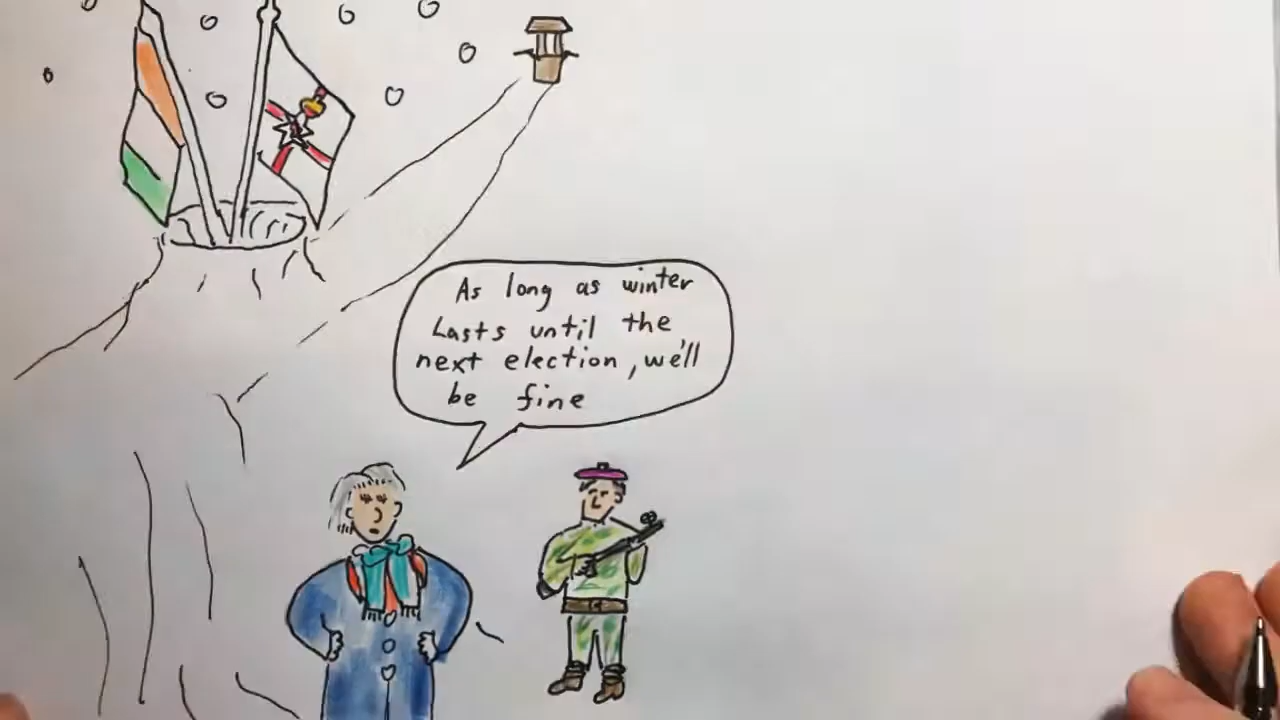 As long as winter
Lasts until the
next election, we'll
be fine